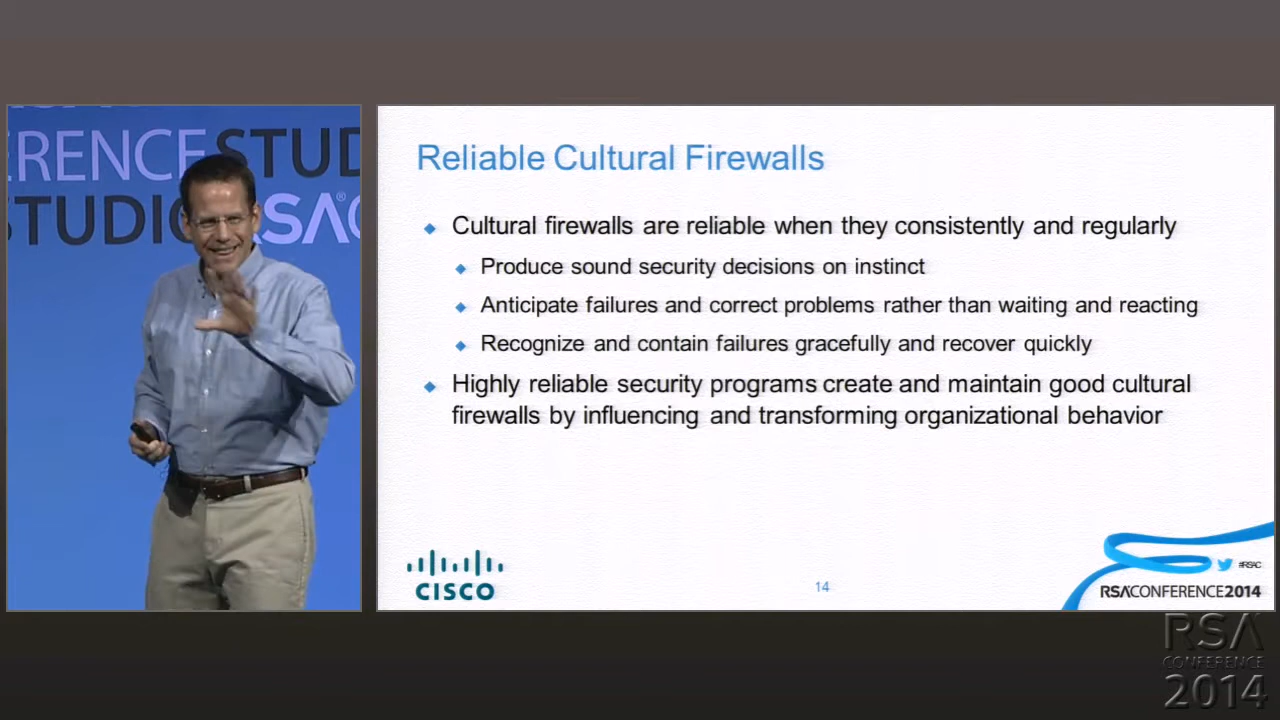 RENCE STUD
STUDIO RSAC
Reliable Cultural Firewalls
Cultural firewalls are reliable when they consistently and regularly
Produce sound security decisions on instinct
Anticipate failures and correct problems rather than waiting and reacting
Recognize and contain failures gracefully and recover quickly
Highly reliable security programs create and maintain good cultural
firewalls by influencing and transforming organizational behavior
CISCO
14
#RSAC
RSACONFERENCE2014
RSA
CONFERENCE
2014